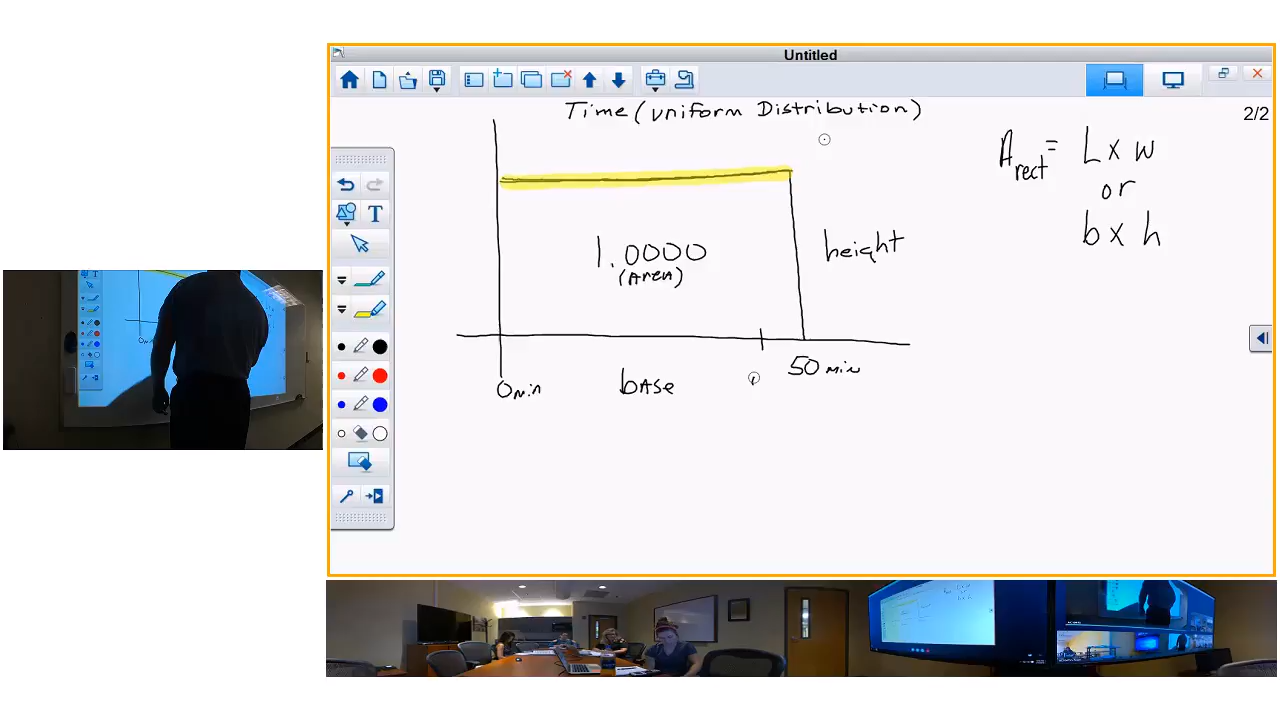 Untitled
2/2
Time (uniform Distribution)
A rect = L x w
or
b x h
1.0000
(Area)
height
0 min
base
50 min
T